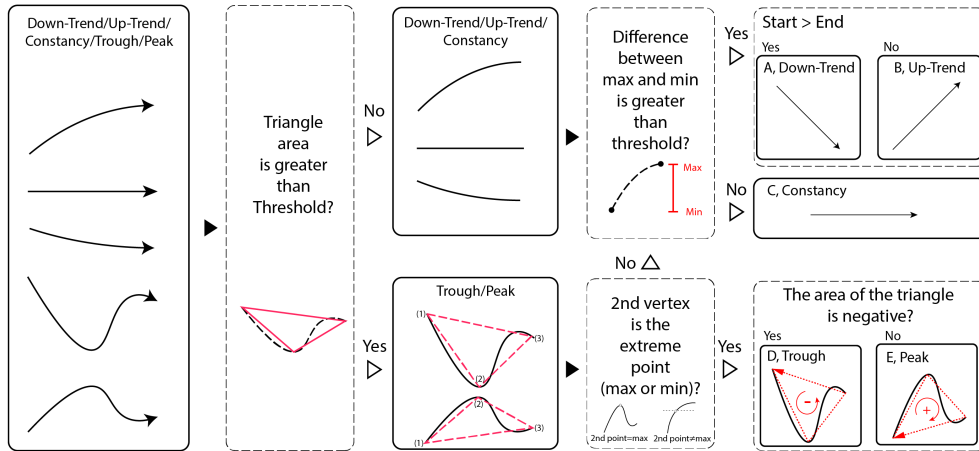 Down-Trend/Up-Trend/
Constancy/Trough/Peak
Triangle
area
is greater
than
Threshold?
No
Yes
Down-Trend/Up-Trend/
Constancy
Trough/Peak
(1)
(2)
(3)
(1)
(2)
(3)
Difference
between
max and min
is greater
than
threshold?
Max
Min
No
2nd vertex
is the
extreme
point
(max or min)?
2nd point=max
2nd point≠max
Yes
No
Yes
Start > End
Yes
No
A, Down-Trend
B, Up-Trend
C, Constancy
The area of the triangle
is negative?
Yes
No
D, Trough
E, Peak
-
+